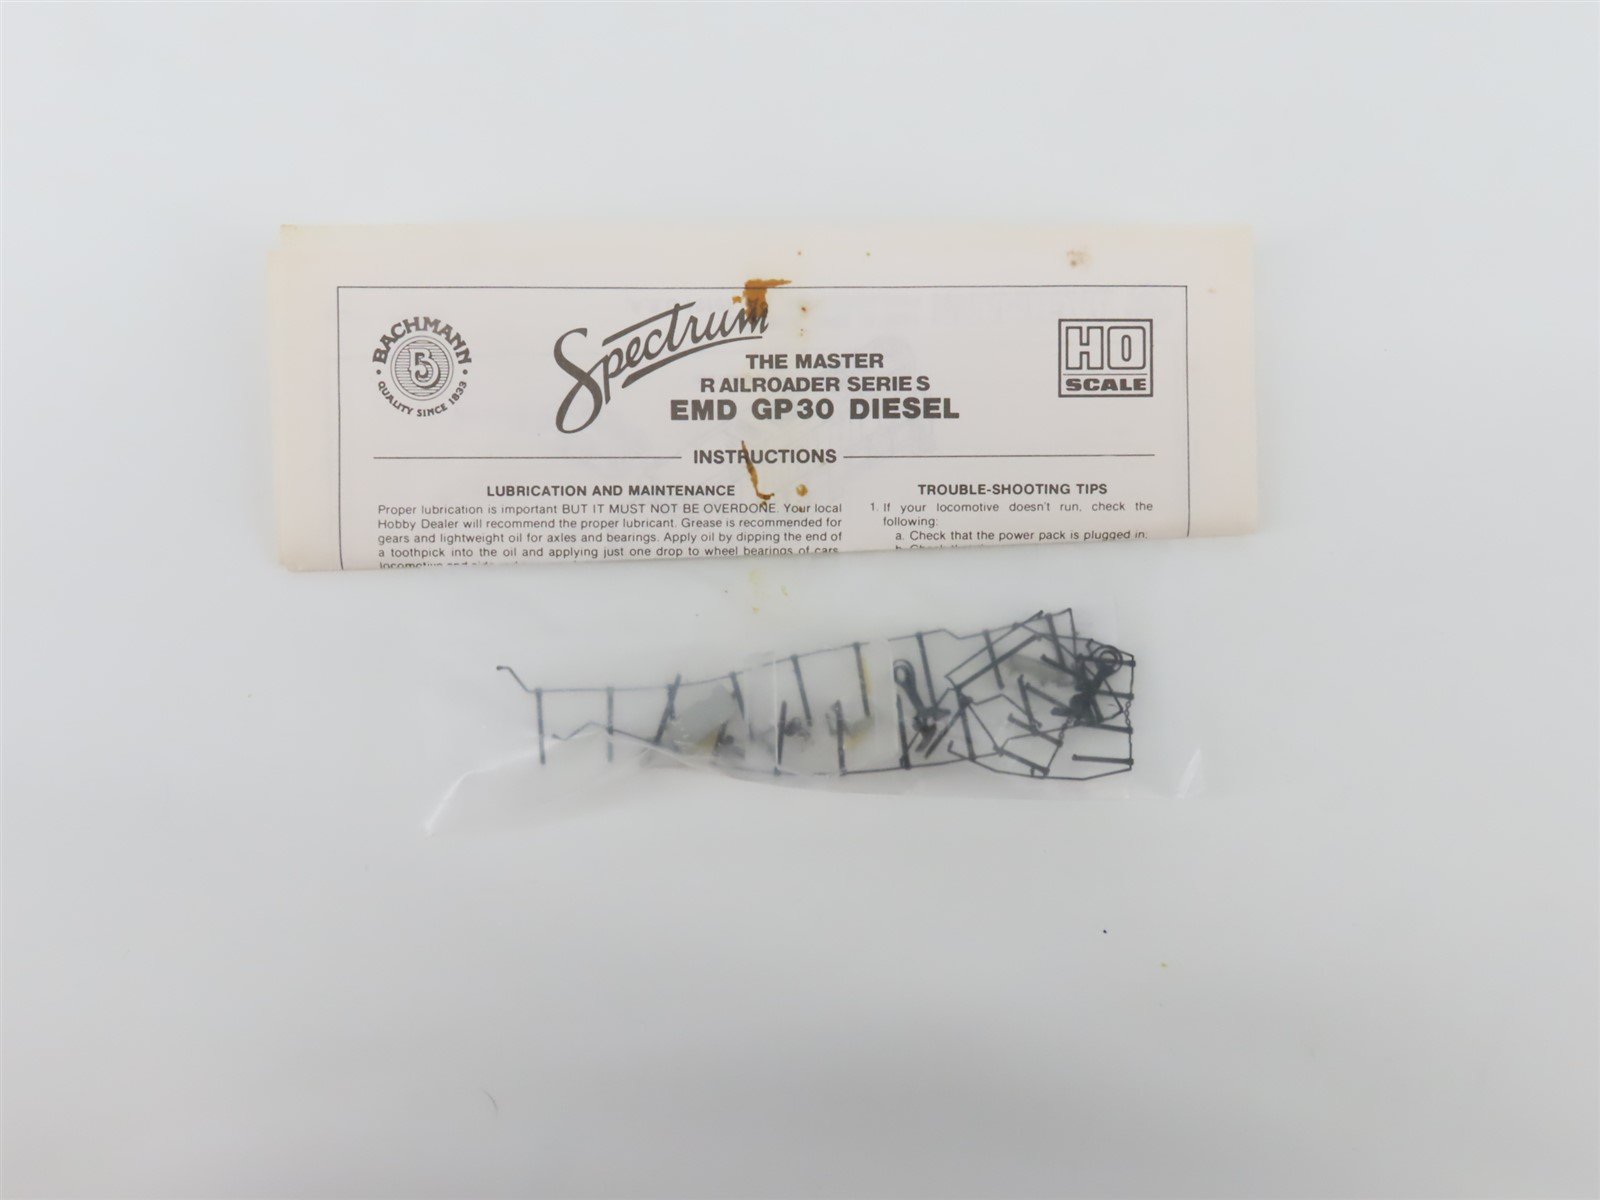 BACHMANN
B
• QUALITY SINCE 1833 •
Spectrum
THE MASTER
RAILROADER SERIES
EMD GP30 DIESEL
HO
SCALE
INSTRUCTIONS
LUBRICATION AND MAINTENANCE
Proper lubrication is important BUT IT MUST NOT BE OVERDONE. Your local
Hobby Dealer will recommend the proper lubricant. Grease is recommended for
gears and lightweight oil for axles and bearings. Apply oil by dipping the end of
a toothpick into the oil and applying just one drop to wheel bearings of cars,
TROUBLE-SHOOTING TIPS
1. If your locomotive doesn't run, check the
following:
a. Check that the power pack is plugged in.